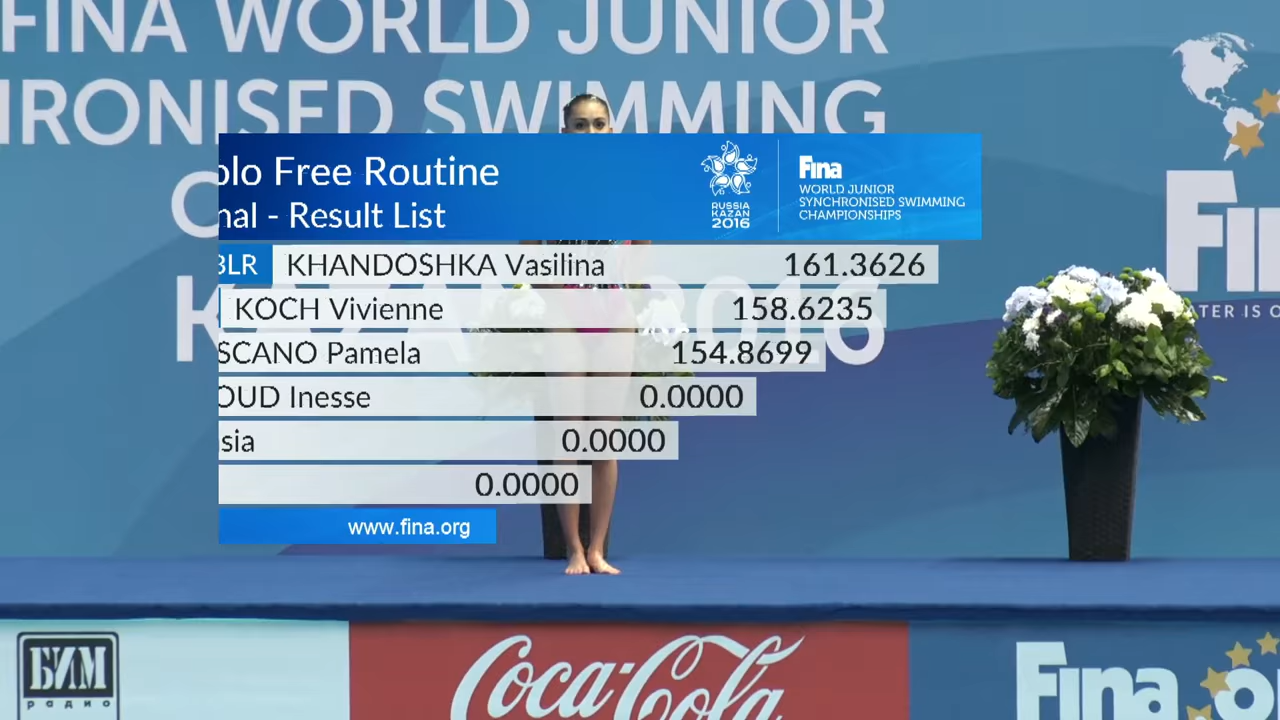 FINA WORLD JUNIOR
HRONISED SWIMMING
olo Free Routine
nal - Result List
RUSSIA
KAZAN
2016
Fina
WORLD JUNIOR
SYNCHRONISED SWIMMING
CHAMPIONSHIPS
BLR KHANDOSHKA Vasilina 161.3626
KOCH Vivienne 158.6235
SCANO Pamela 154.8699
OUD Inesse 0.0000
sia 0.0000
0.0000
www.fina.org
2016
ATER IS O
БИМ
радио
Coca-Cola
Fina